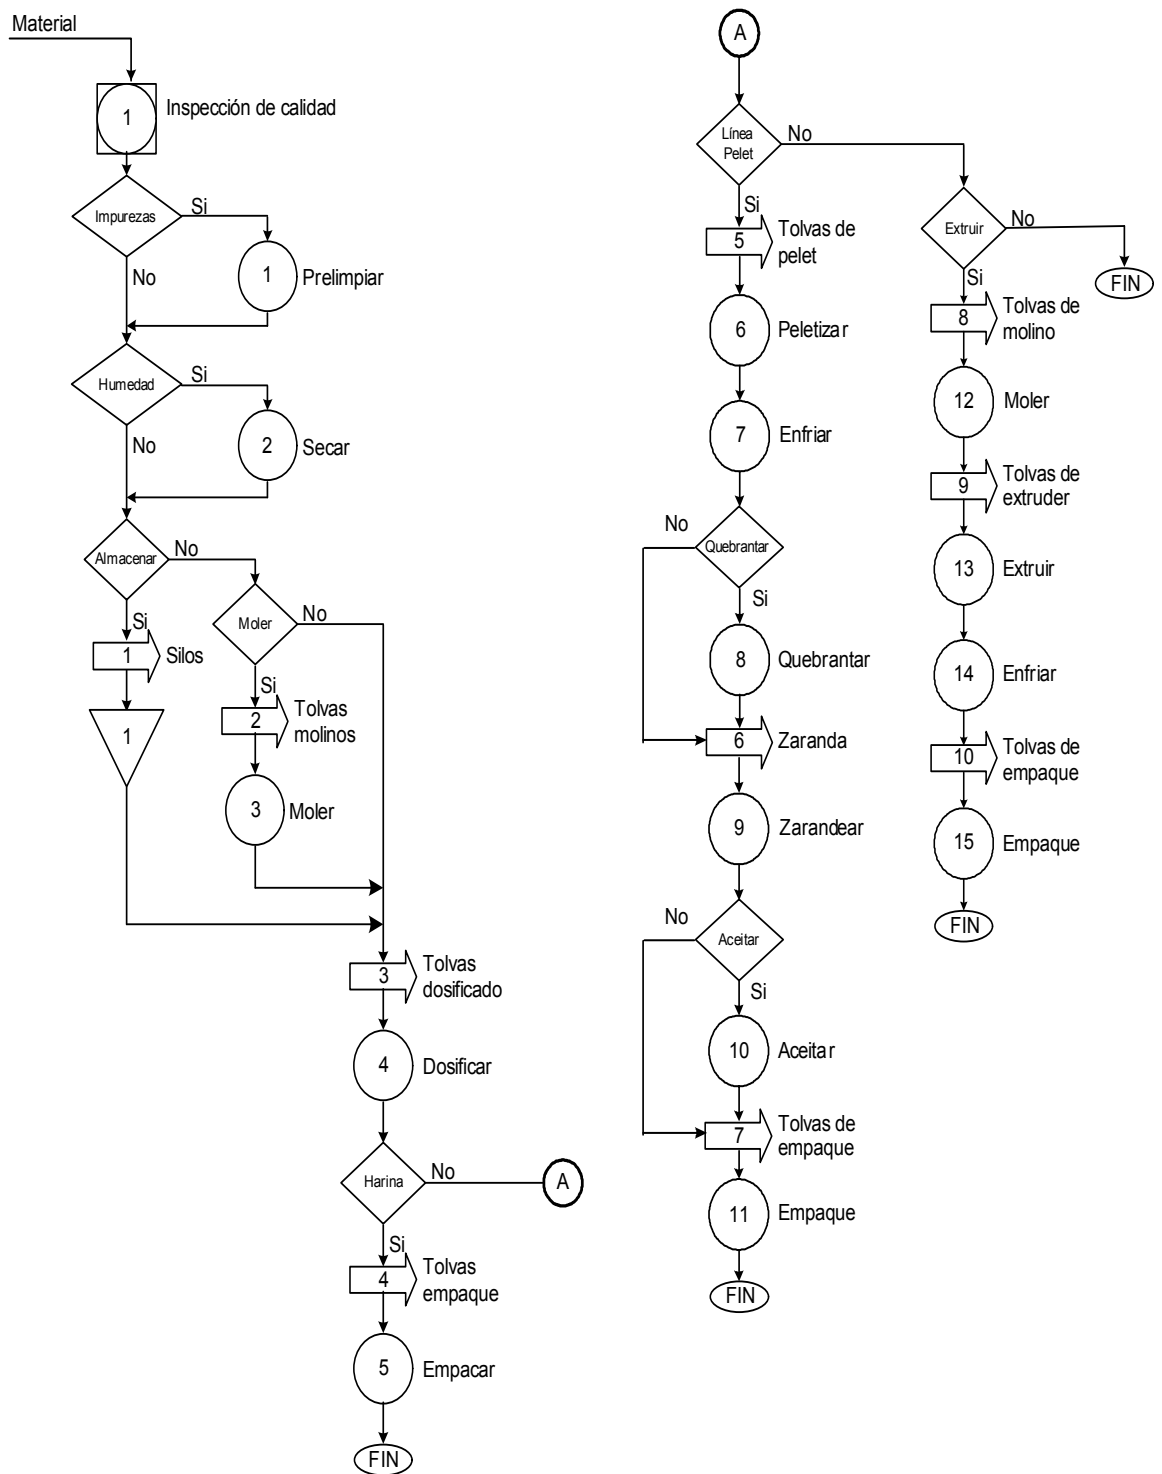 Material
1
Inspección de calidad
Impurezas
Si
No
1
Prelimpiar
Humedad
Si
No
2
Secar
Almacenar
No
Si
1
Silos
1
Moler
No
Si
2
Tolvas
molinos
3
Moler
3
Tolvas
dosificado
4
Dosificar
Harina
No
A
Si
4
Tolvas
empaque
5
Empacar
FIN
A
Línea
Pelet
No
Si
5
Tolvas de
pelet
6
Peletizar
7
Enfriar
No
Quebrantar
Si
8
Quebrantar
6
Zaranda
9
Zarandear
No
Aceitar
Si
10
Aceitar
7
Tolvas de
empaque
11
Empaque
FIN
Extruir
No
FIN
Si
8
Tolvas de
molino
12
Moler
9
Tolvas de
extruder
13
Extruir
14
Enfriar
10
Tolvas de
empaque
15
Empaque
FIN